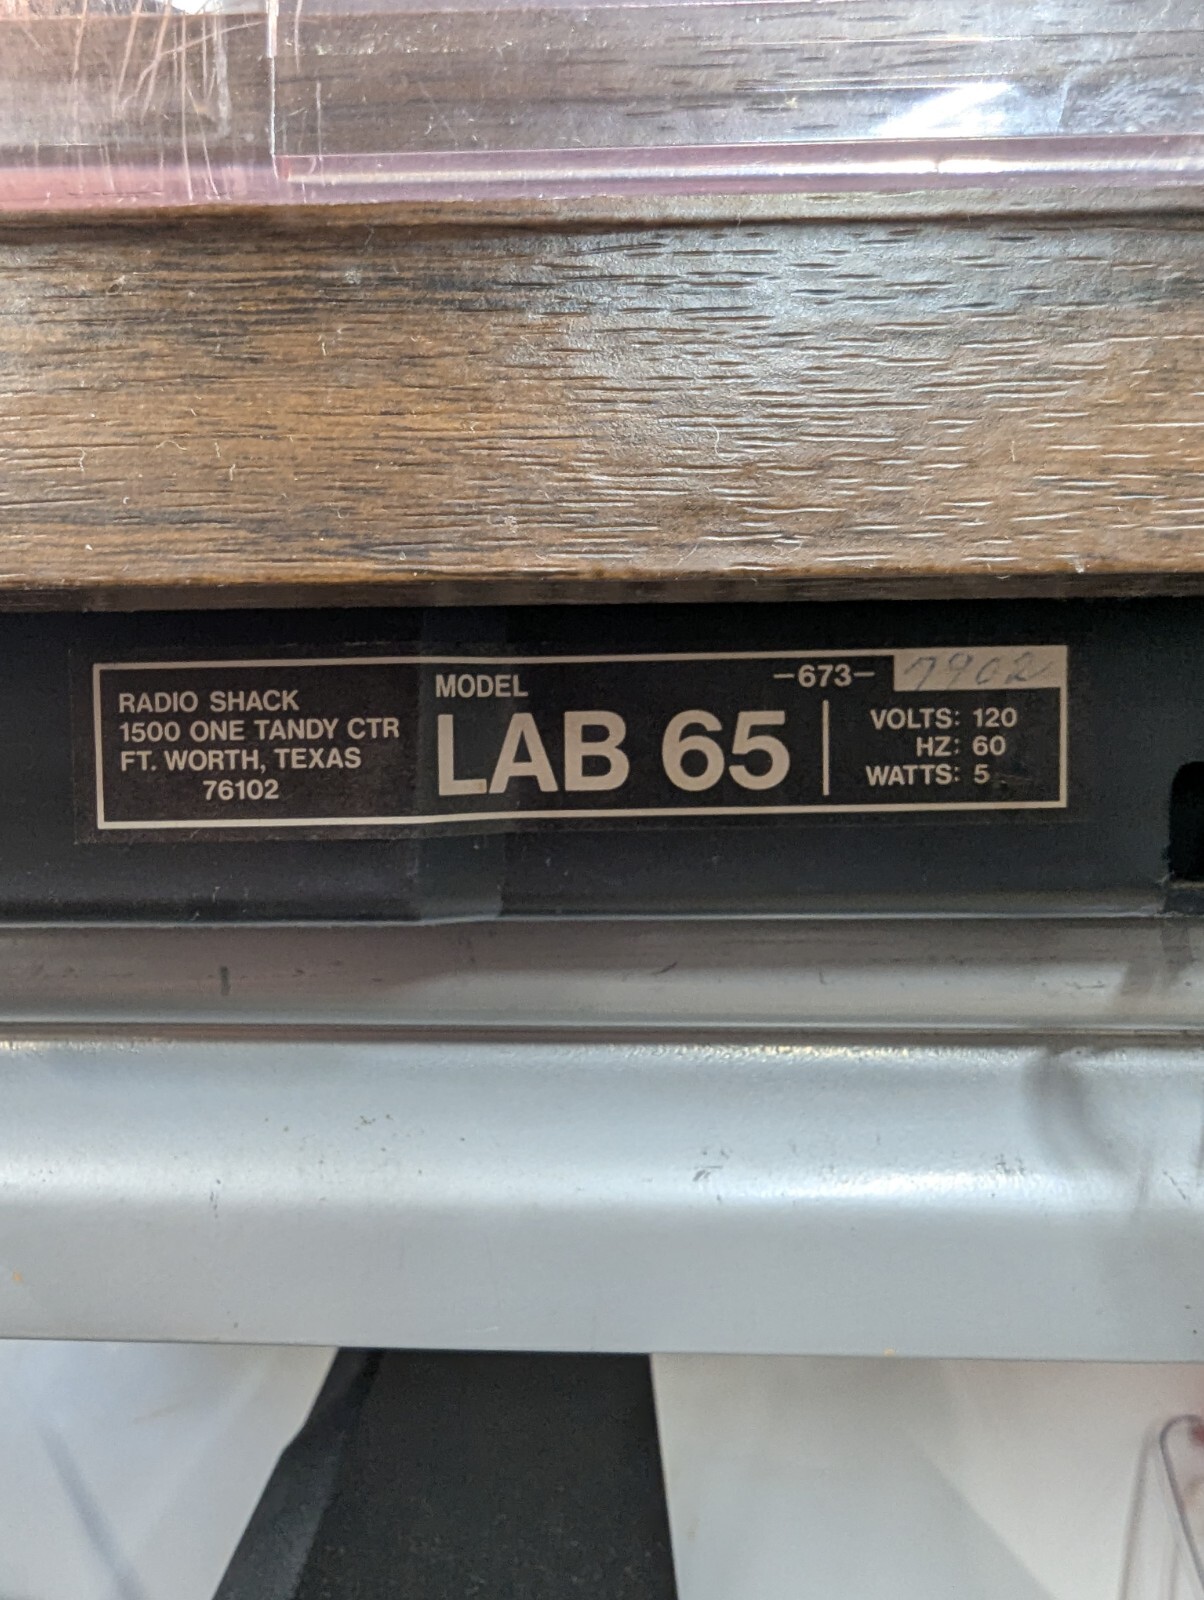 RADIO SHACK
1500 ONE TANDY CTR
FT. WORTH, TEXAS
76102
MODEL
LAB 65
-673- 7902
VOLTS: 120
HZ: 60
WATTS: 5